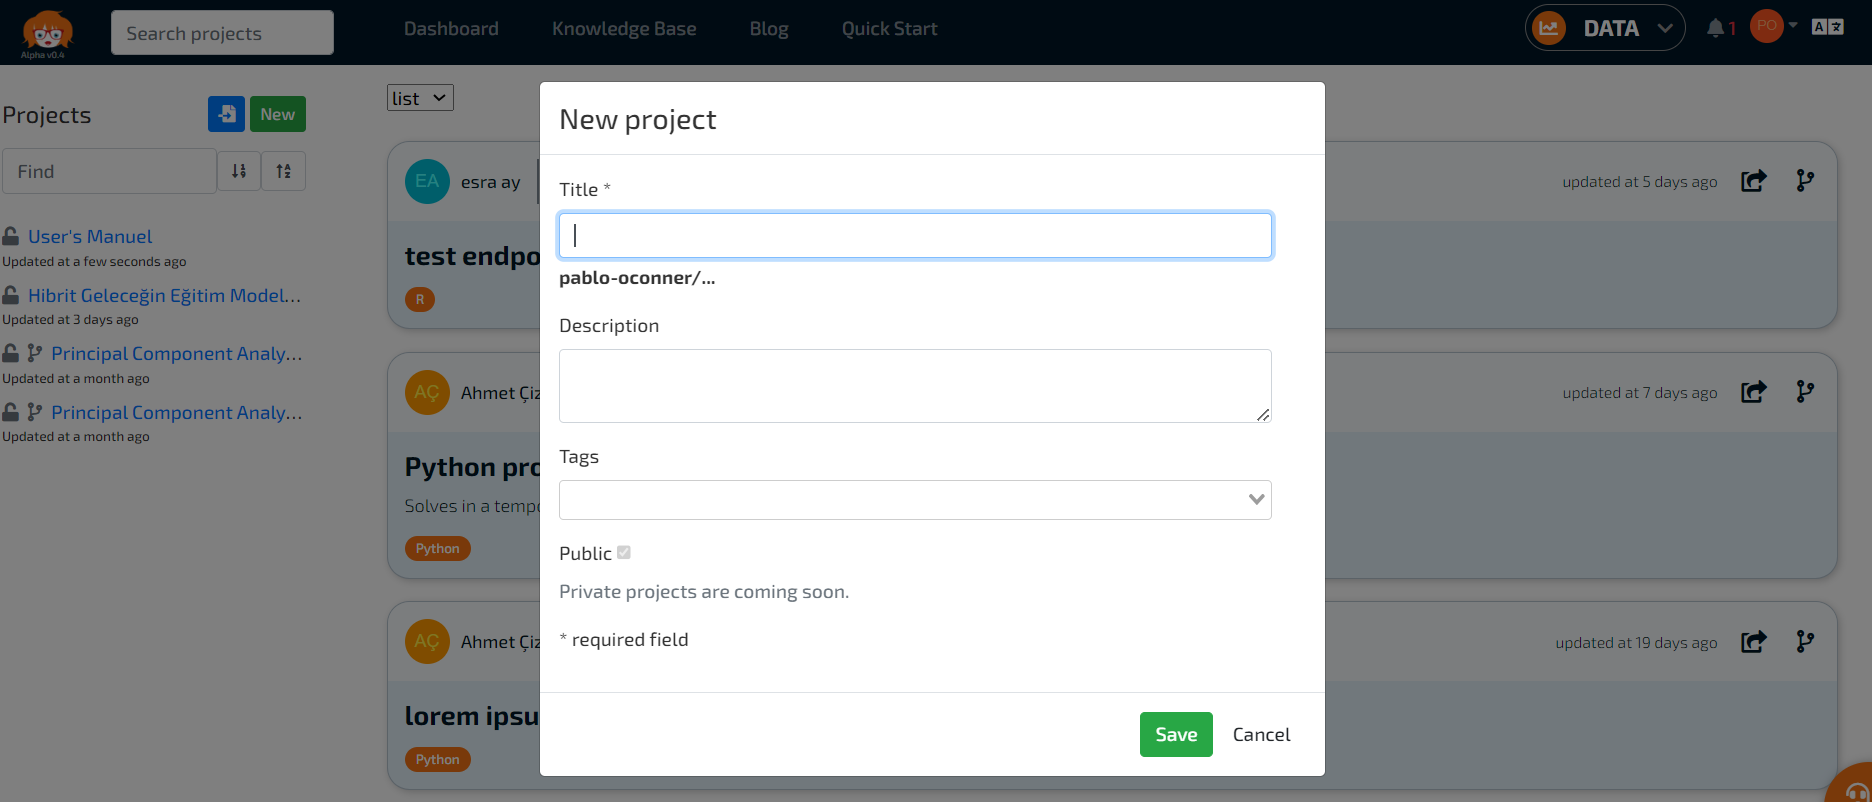 Alpha v0.4
Search projects
Dashboard
Knowledge Base
Blog
Quick Start
DATA
1
PO
Projects
New
Find
User's Manuel
Updated at a few seconds ago
Hibrit Geleceğin Eğitim Model...
Updated at 3 days ago
Principal Component Analy...
Updated at a month ago
Principal Component Analy...
Updated at a month ago
list
EA
esra ay
updated at 5 days ago
test endpo
R
AÇ
Ahmet Çiz
updated at 7 days ago
Python pro
Solves in a tempo
Python
AÇ
Ahmet Çiz
updated at 19 days ago
lorem ipsu
Python
New project
Title *
pablo-oconner/...
Description
Tags
Public
Private projects are coming soon.
* required field
Save
Cancel